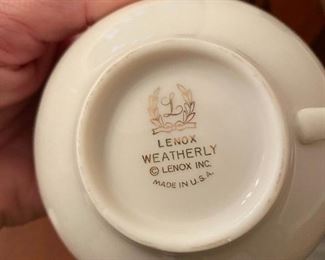 L
LENOX
WEATHERLY
© LENOX INC.
MADE IN U.S.A.